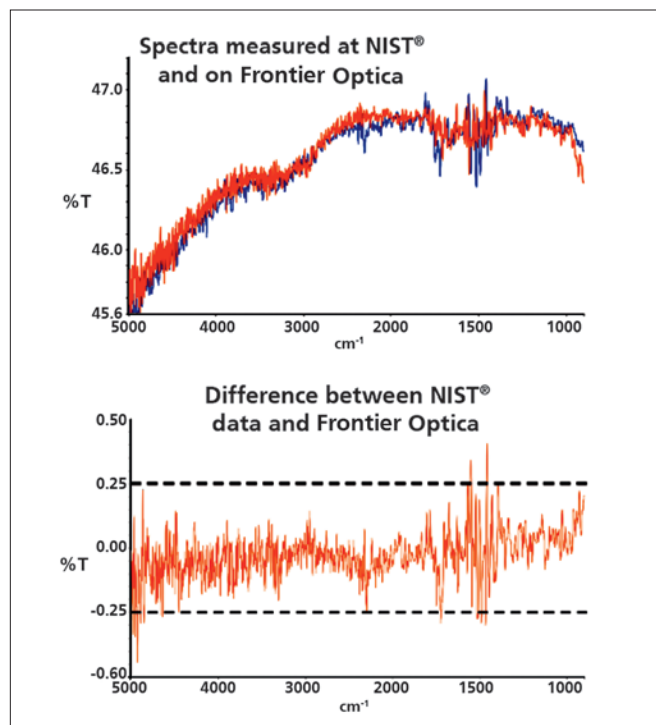 Spectra measured at NIST®
and on Frontier Optica
47.0
46.5
%T
46.0
45.6
5000 4000 3000 2000 1500 1000
cm-1
Difference between NIST®
data and Frontier Optica
0.50
0.25
0.00
%T
-0.25
-0.60
5000 4000 3000 2000 1500 1000
cm-1